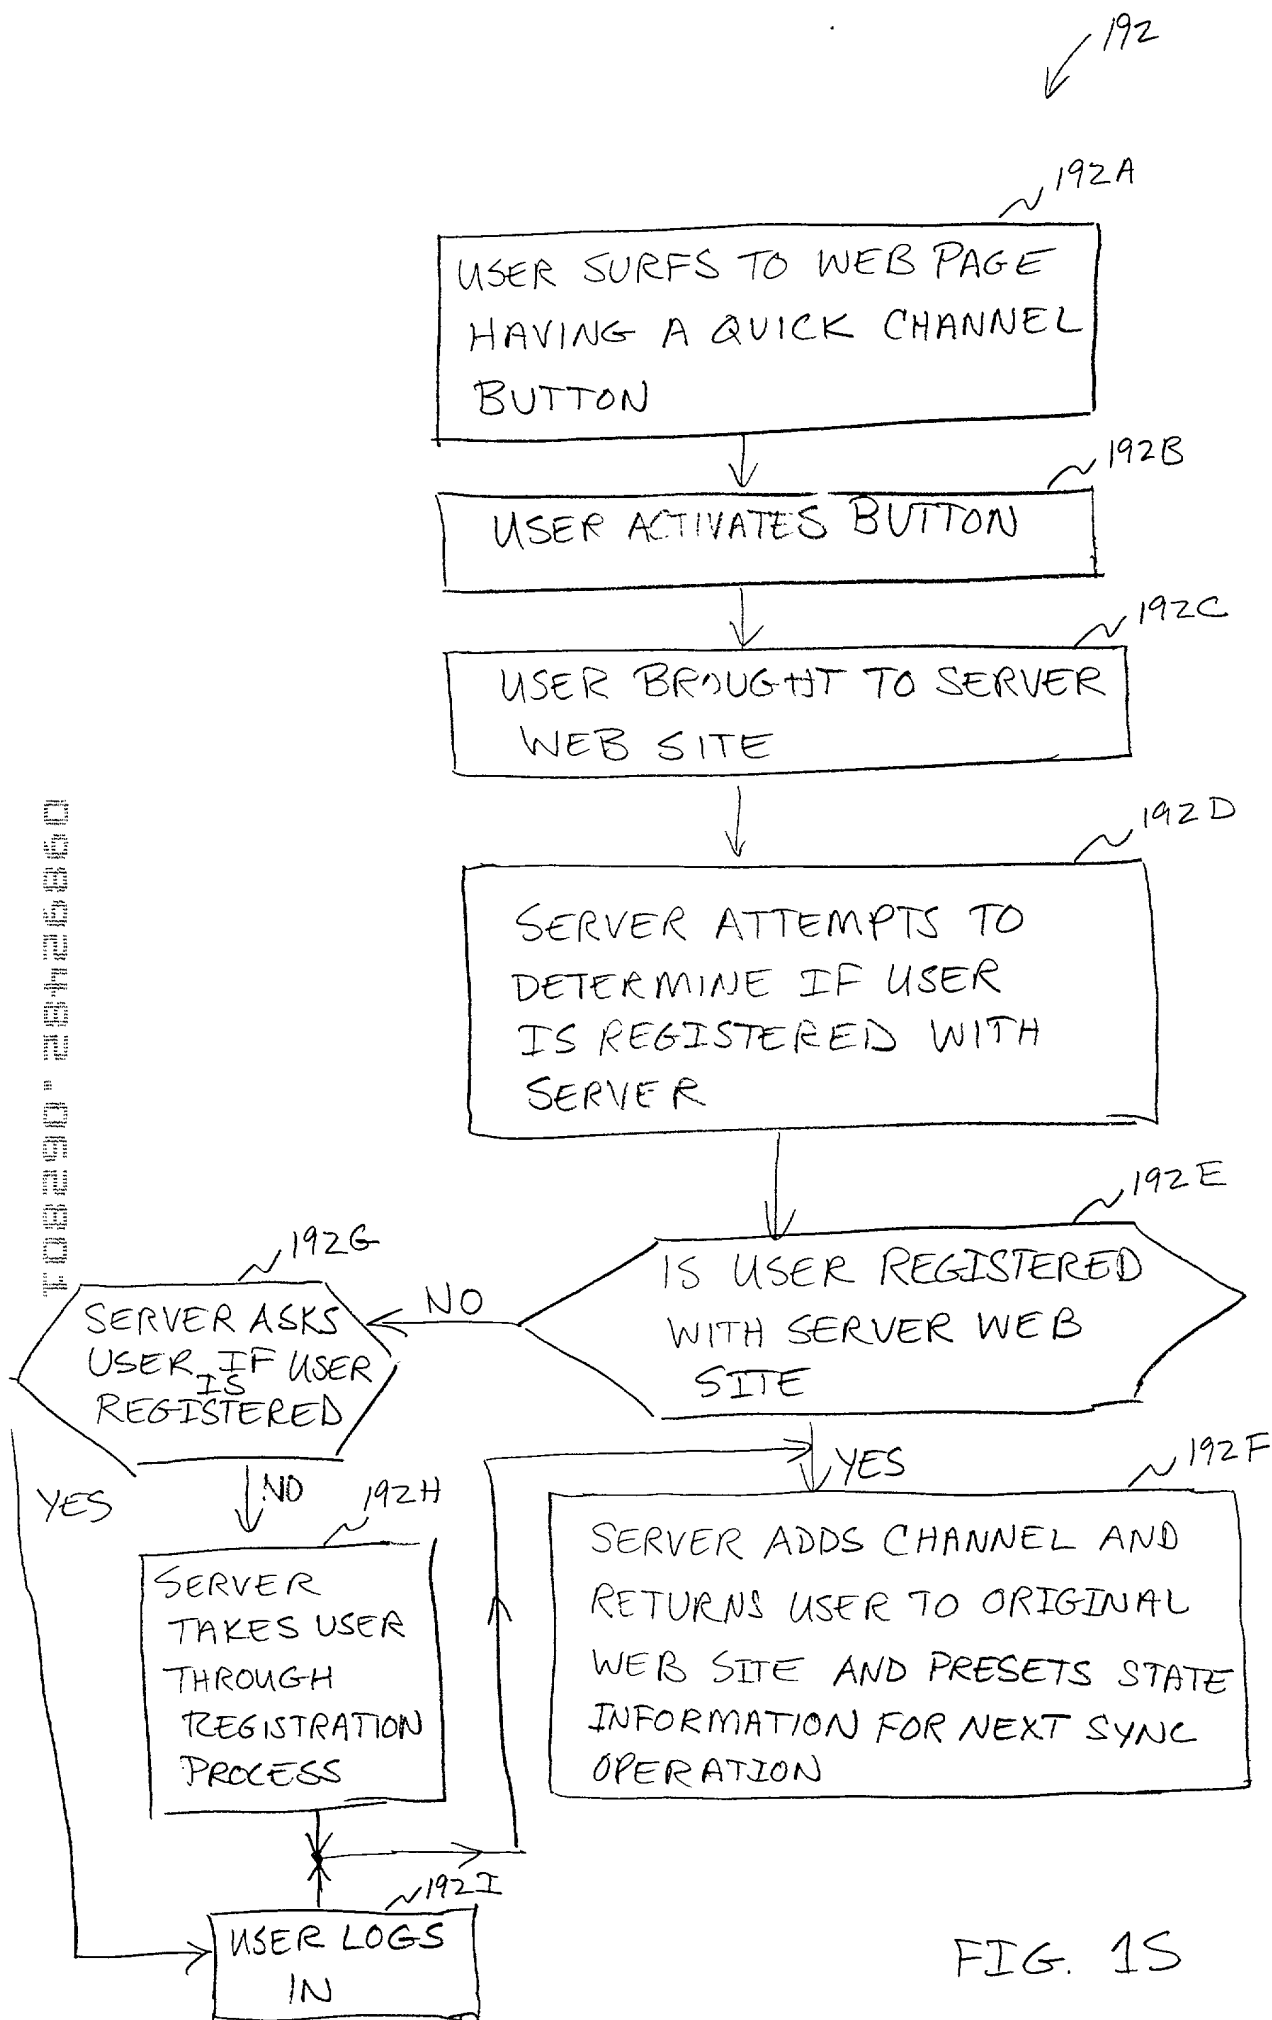 192
192A
USER SURFS TO WEB PAGE
HAVING A QUICK CHANNEL
BUTTON
192B
USER ACTIVATES BUTTON
192C
USER BROUGHT TO SERVER
WEB SITE
192D
SERVER ATTEMPTS TO
DETERMINE IF USER
IS REGISTERED WITH
SERVER
192E
IS USER REGISTERED
WITH SERVER WEB
SITE
NO
192G
SERVER ASKS
USER IF USER
IS
REGISTERED
YES
NO
192H
SERVER
TAKES USER
THROUGH
REGISTRATION
PROCESS
YES
192F
SERVER ADDS CHANNEL AND
RETURNS USER TO ORIGINAL
WEB SITE AND PRESETS STATE
INFORMATION FOR NEXT SYNC
OPERATION
192I
USER LOGS
IN
FIG. 1S
09892482.062801